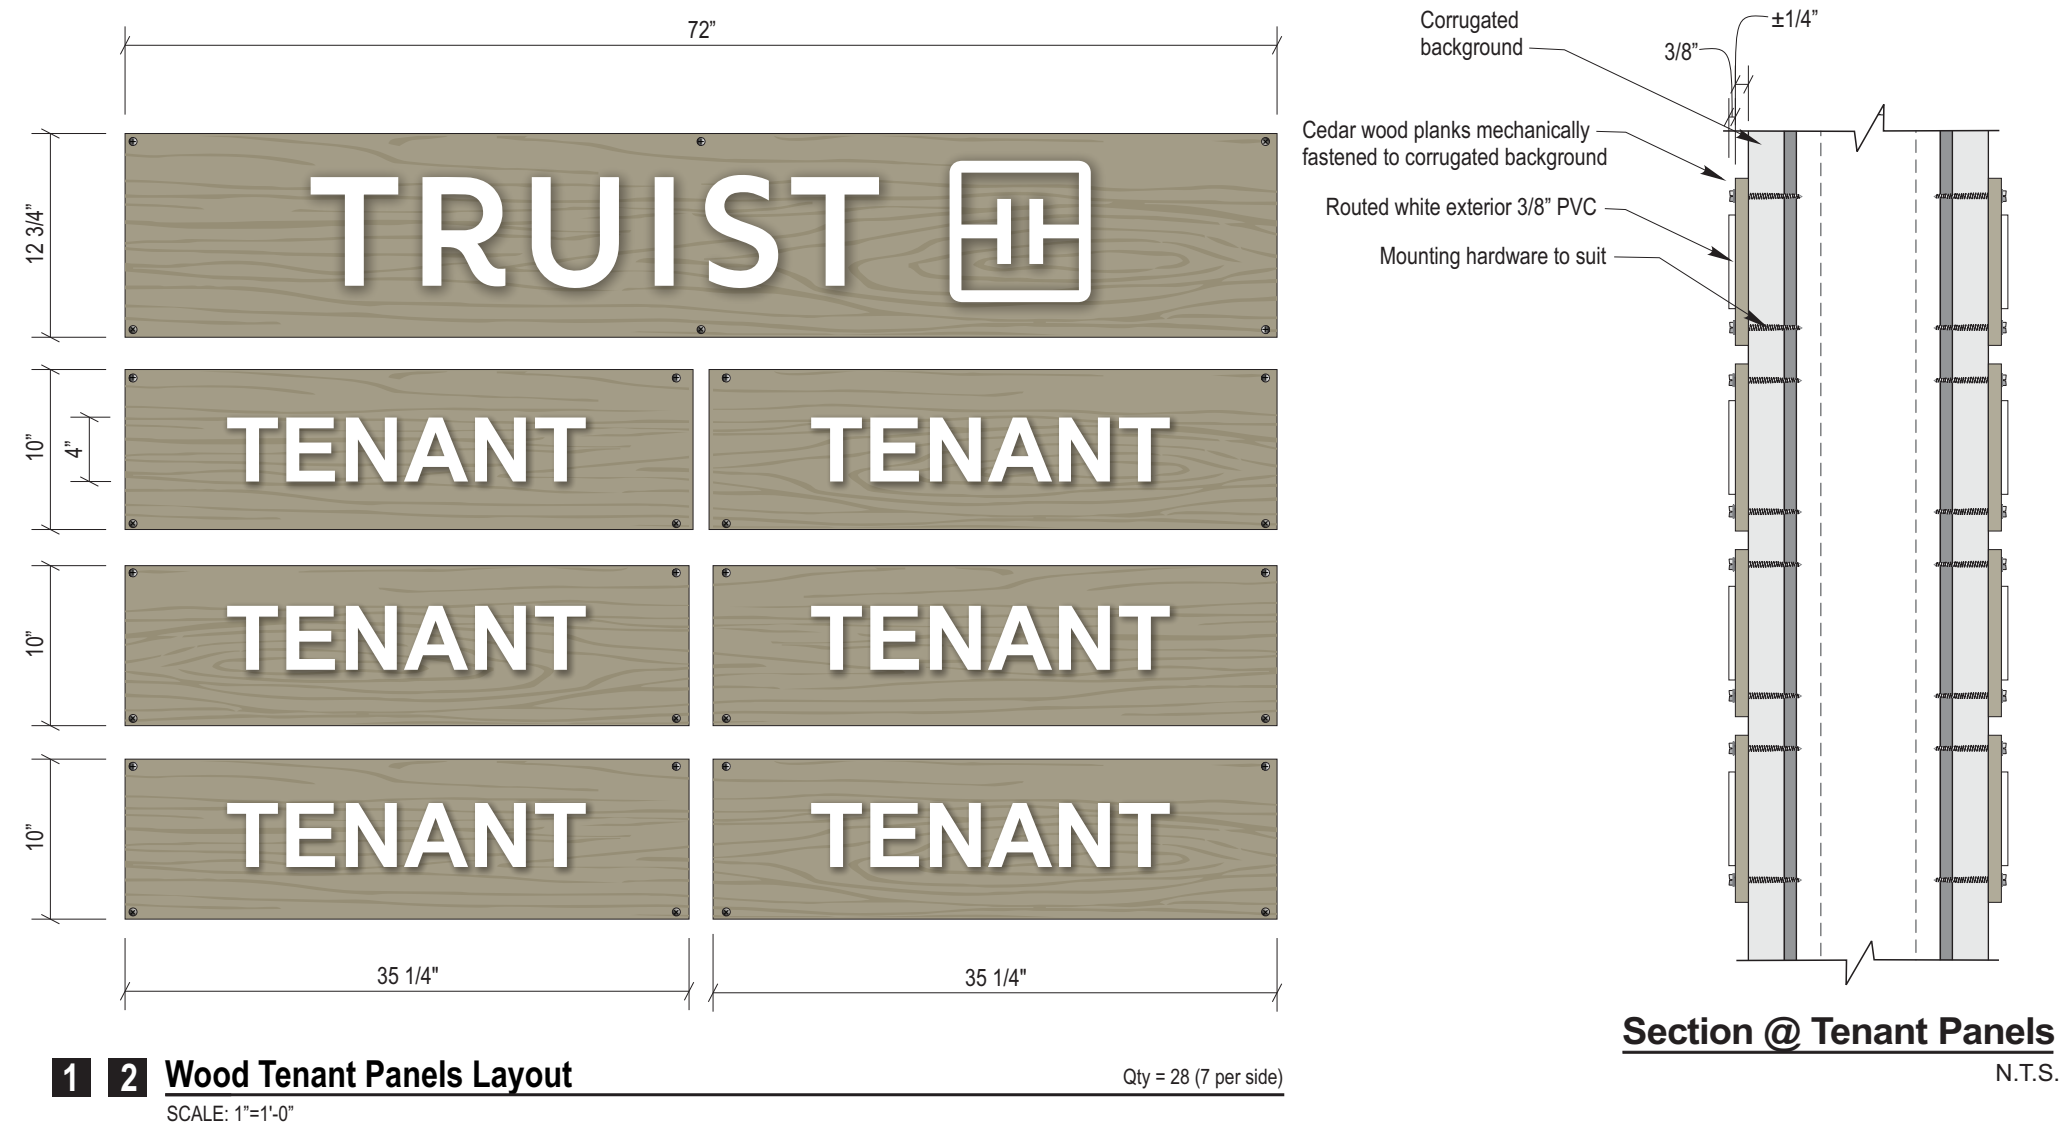 72”
12 3/4”
TRUIST
10”
4”
TENANT TENANT
10”
TENANT TENANT
10”
TENANT TENANT
35 1/4" 35 1/4"
1 2 Wood Tenant Panels Layout
Qty = 28 (7 per side)
SCALE: 1”=1'-0”
Corrugated
background
3/8”
±1/4”
Cedar wood planks mechanically
fastened to corrugated background
Routed white exterior 3/8” PVC
Mounting hardware to suit
Section @ Tenant Panels
N.T.S.